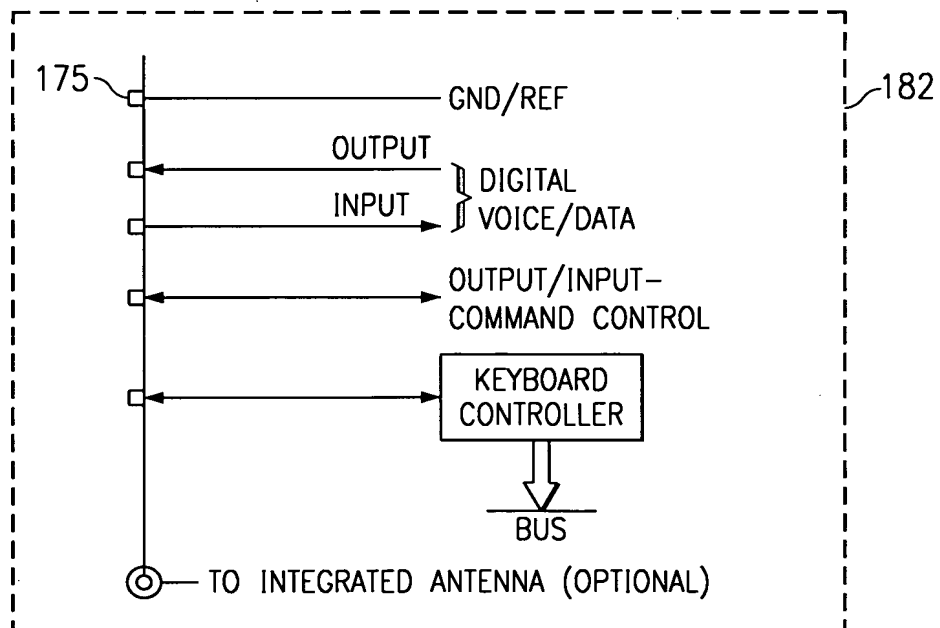 175
GND/REF
182
OUTPUT
DIGITAL
INPUT
VOICE/DATA
OUTPUT/INPUT-
COMMAND CONTROL
KEYBOARD
CONTROLLER
BUS
TO INTEGRATED ANTENNA (OPTIONAL)